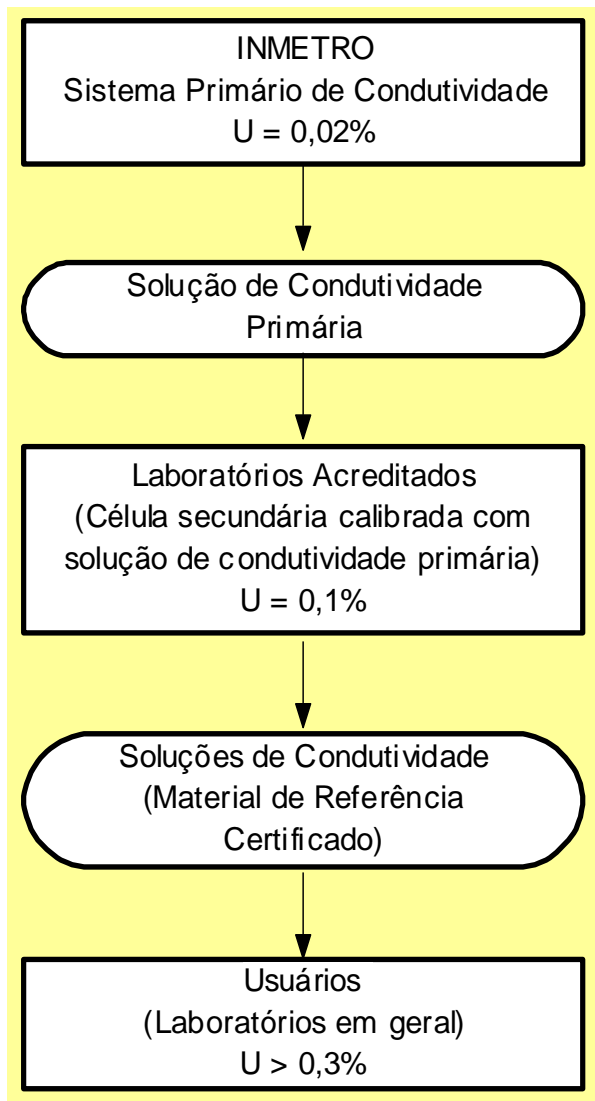 INMETRO
Sistema Primário de Condutividade
U = 0,02%
Solução de Condutividade
Primária
Laboratórios Acreditados
(Célula secundária calibrada com
solução de condutividade primária)
U = 0,1%
Soluções de Condutividade
(Material de Referência
Certificado)
Usuários
(Laboratórios em geral)
U > 0,3%